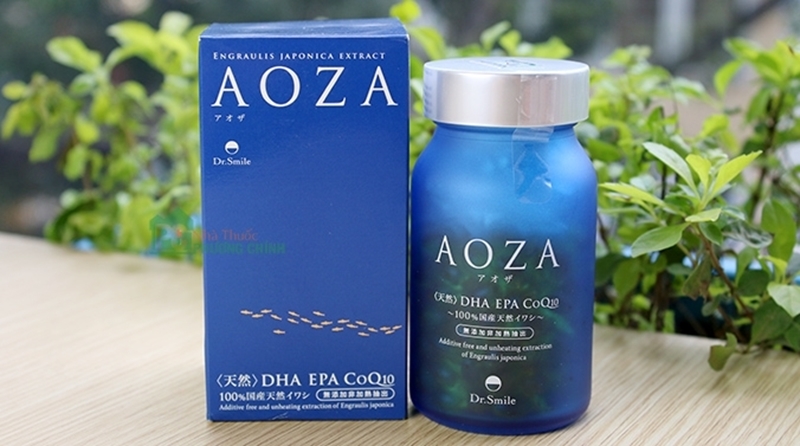 ENGRAULIS JAPONICA EXTRACT
AOZA
アオザ
Dr.Smile
Nhà Thuốc
〈天然〉DHA EPA CoQ10
100%国産天然イワシ 無添加非加熱抽出
Additive free and unheating extraction of Engraulis japonica
AOZA
アオザ
〈天然〉DHA EPA CoQ10
～100%国産天然イワシ～
無添加非加熱抽出
Additive free and unheating extraction
of Engraulis japonica
Dr.Smile